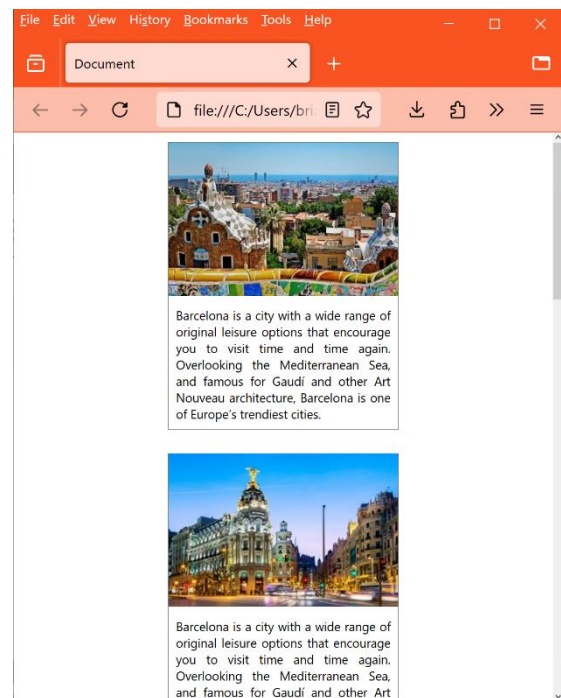 File Edit View History Bookmarks Tools Help
Document
file:///C:/Users/bri
Barcelona is a city with a wide range of
original leisure options that encourage
you to visit time and time again.
Overlooking the Mediterranean Sea,
and famous for Gaudí and other Art
Nouveau architecture, Barcelona is one
of Europe's trendiest cities.
Barcelona is a city with a wide range of
original leisure options that encourage
you to visit time and time again.
Overlooking the Mediterranean Sea,
and famous for Gaudí and other Art